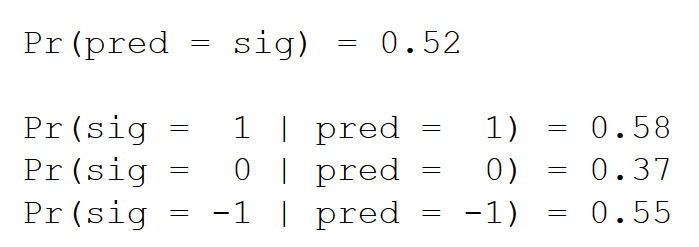 Pr(pred = sig) = 0.52
Pr(sig =  1 | pred =  1) = 0.58
Pr(sig =  0 | pred =  0) = 0.37
Pr(sig = -1 | pred = -1) = 0.55